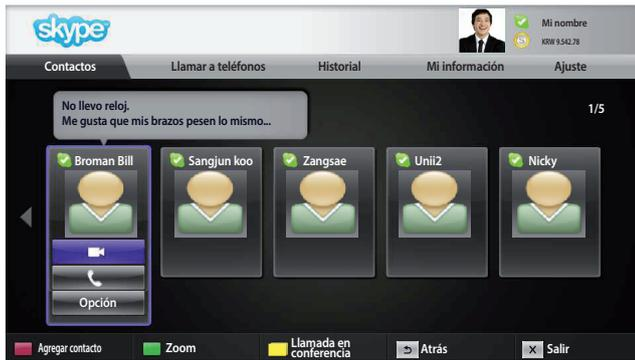 skype
Mi nombre
KRW 9.542.78
Contactos
Llamar a teléfonos
Historial
Mi información
Ajuste
No llevo reloj.
Me gusta que mis brazos pesen lo mismo...
1/5
Broman Bill
Sangjun koo
Zangsae
Unii2
Nicky
Opción
Agregar contacto
Zoom
Llamada en
conferencia
Atrás
X Salir